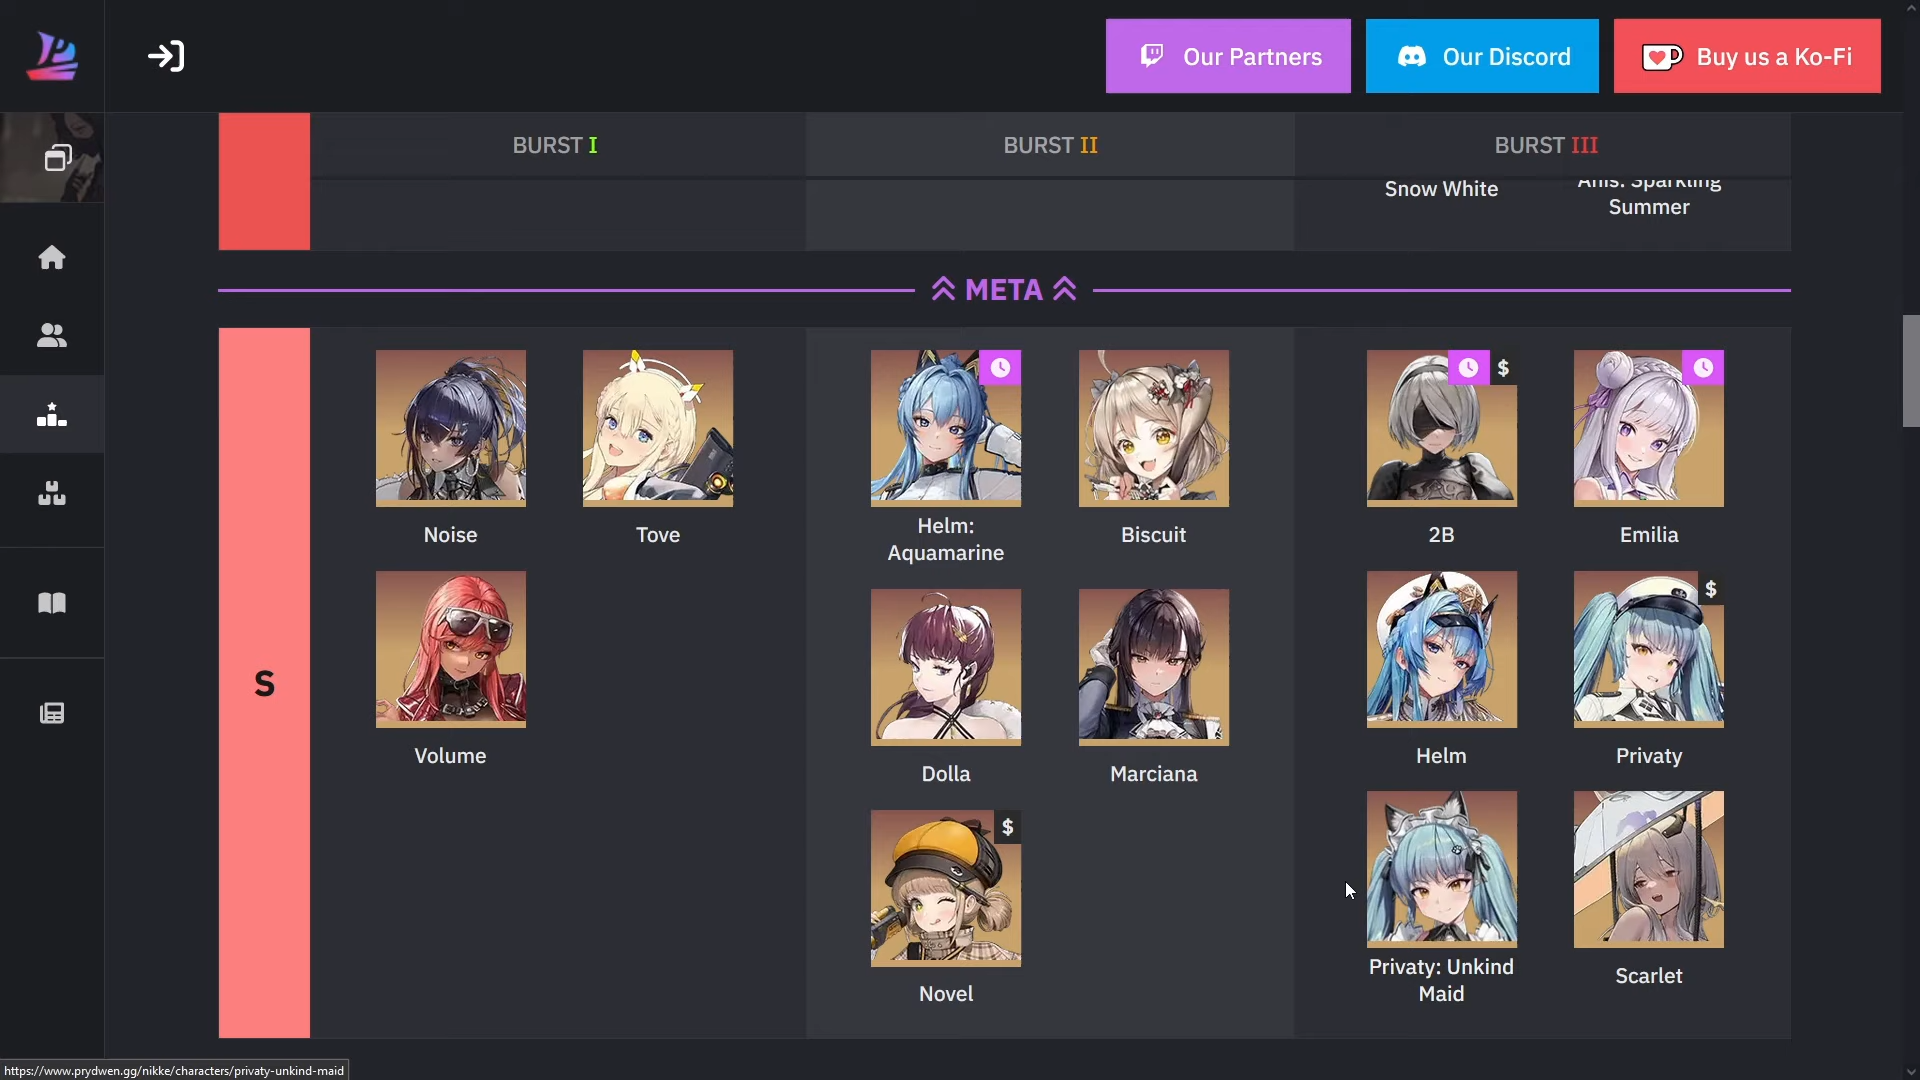 Our Partners
Our Discord
Buy us a Ko-Fi
BURST I
BURST II
BURST III
Snow White
Anis: Sparkling
Summer
META
S
$
Noise
Tove
Helm:
Aquamarine
Biscuit
2B
Emilia
$
Volume
Dolla
Marciana
Helm
Privaty
$
Novel
Privaty: Unkind
Maid
Scarlet
https://www.prydwen.gg/nikke/characters/privaty-unkind-maid